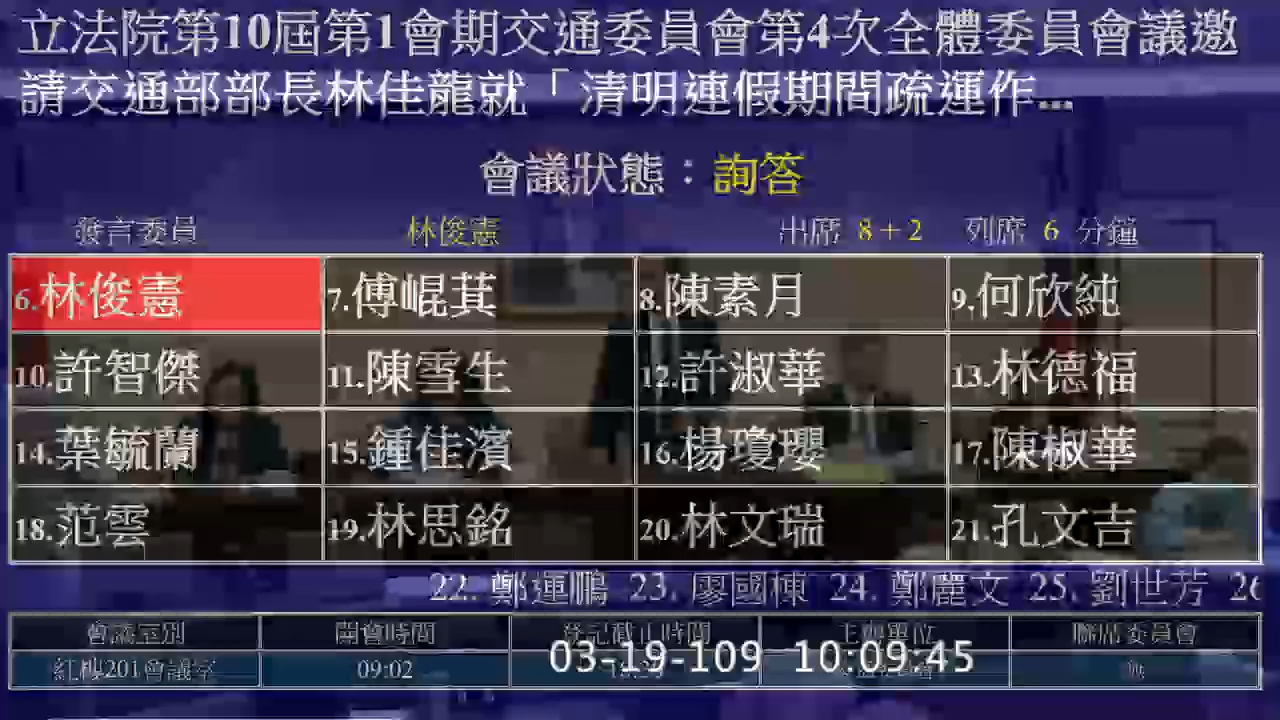 立法院第10屆第1會期交通委員會第4次全體委員會議邀
請交通部部長林佳龍就「清明連假期間疏運作...
會議狀態：詢答
發言委員 林俊憲 出席 8+2 列席 6 分鐘
6.林俊憲 7.傅崐萁 8.陳素月 9.何欣純
10.許智傑 11.陳雪生 12.許淑華 13.林德福
14.葉毓蘭 15.鍾佳濱 16.楊瓊瓔 17.陳椒華
18.范雲 19.林思銘 20.林文瑞 21.孔文吉
22. 鄭運鵬 23. 廖國棟 24. 鄭麗文 25. 劉世芳 26
會議室別 開會時間 登記截止時間 主辦單位 聯席委員會
紅樓201會議室 09:02 無
03-19-109 10:09:45